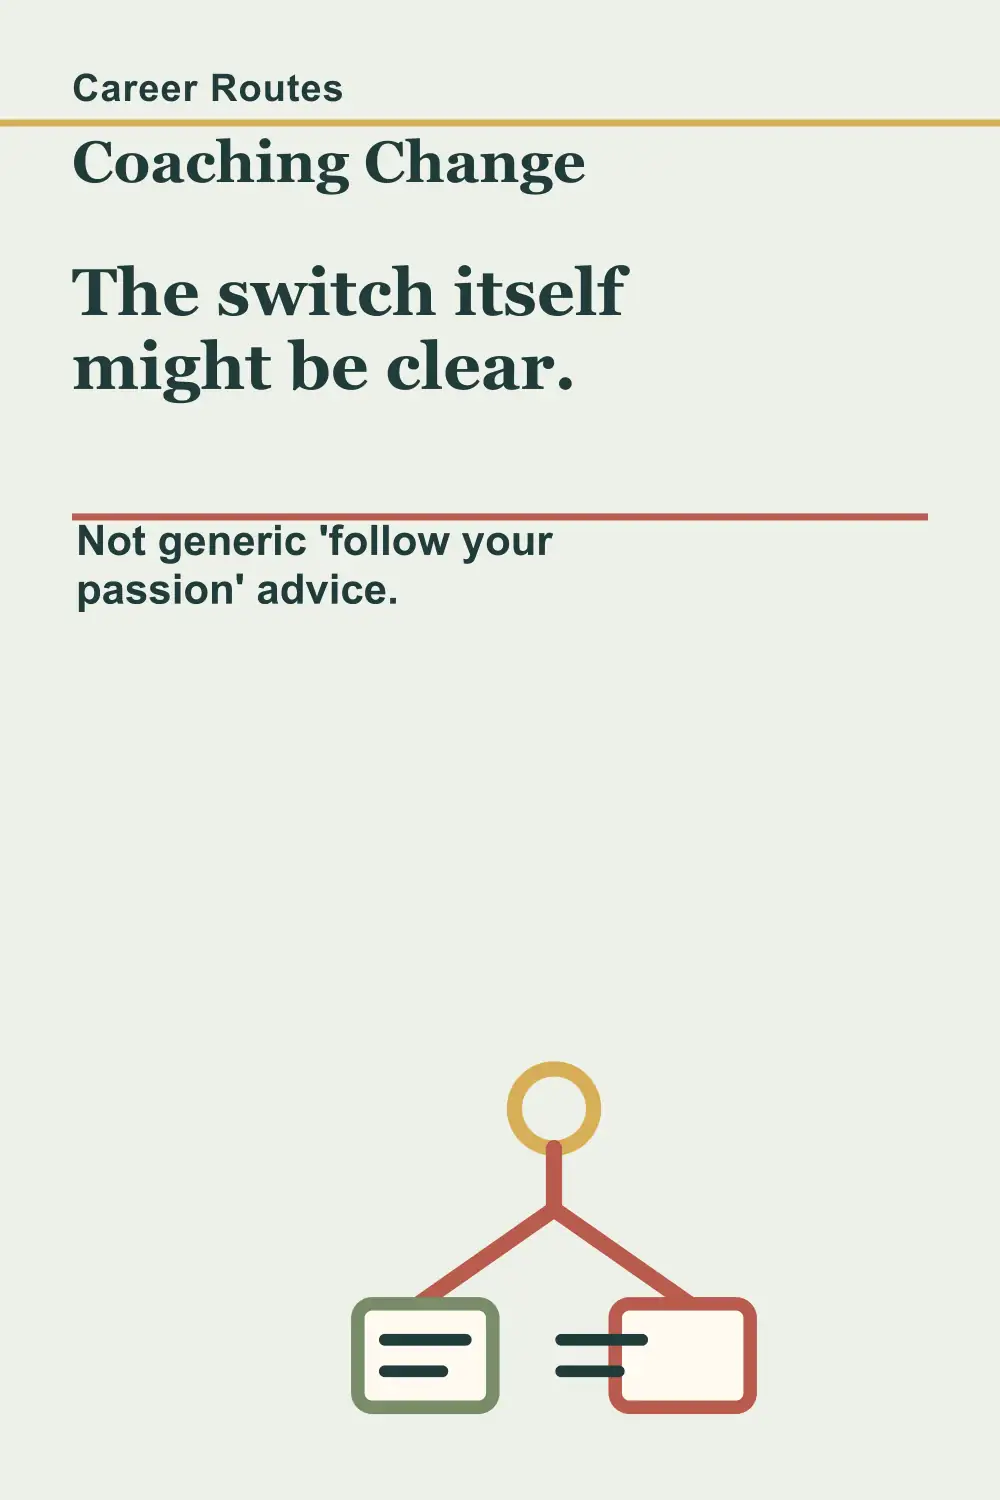 Career Routes
Coaching Change
The switch itself
might be clear.
Not generic 'follow your
passion' advice.